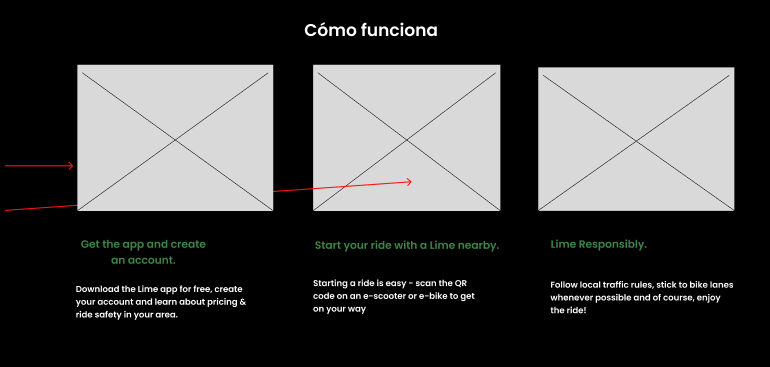 Cómo funciona
Get the app and create
an account.
Download the Lime app for free, create
your account and learn about pricing &
ride safety in your area.
Start your ride with a Lime nearby.
Starting a ride is easy - scan the QR
code on an e-scooter or e-bike to get
on your way
Lime Responsibly.
Follow local traffic rules, stick to bike lanes
whenever possible and of course, enjoy
the ride!